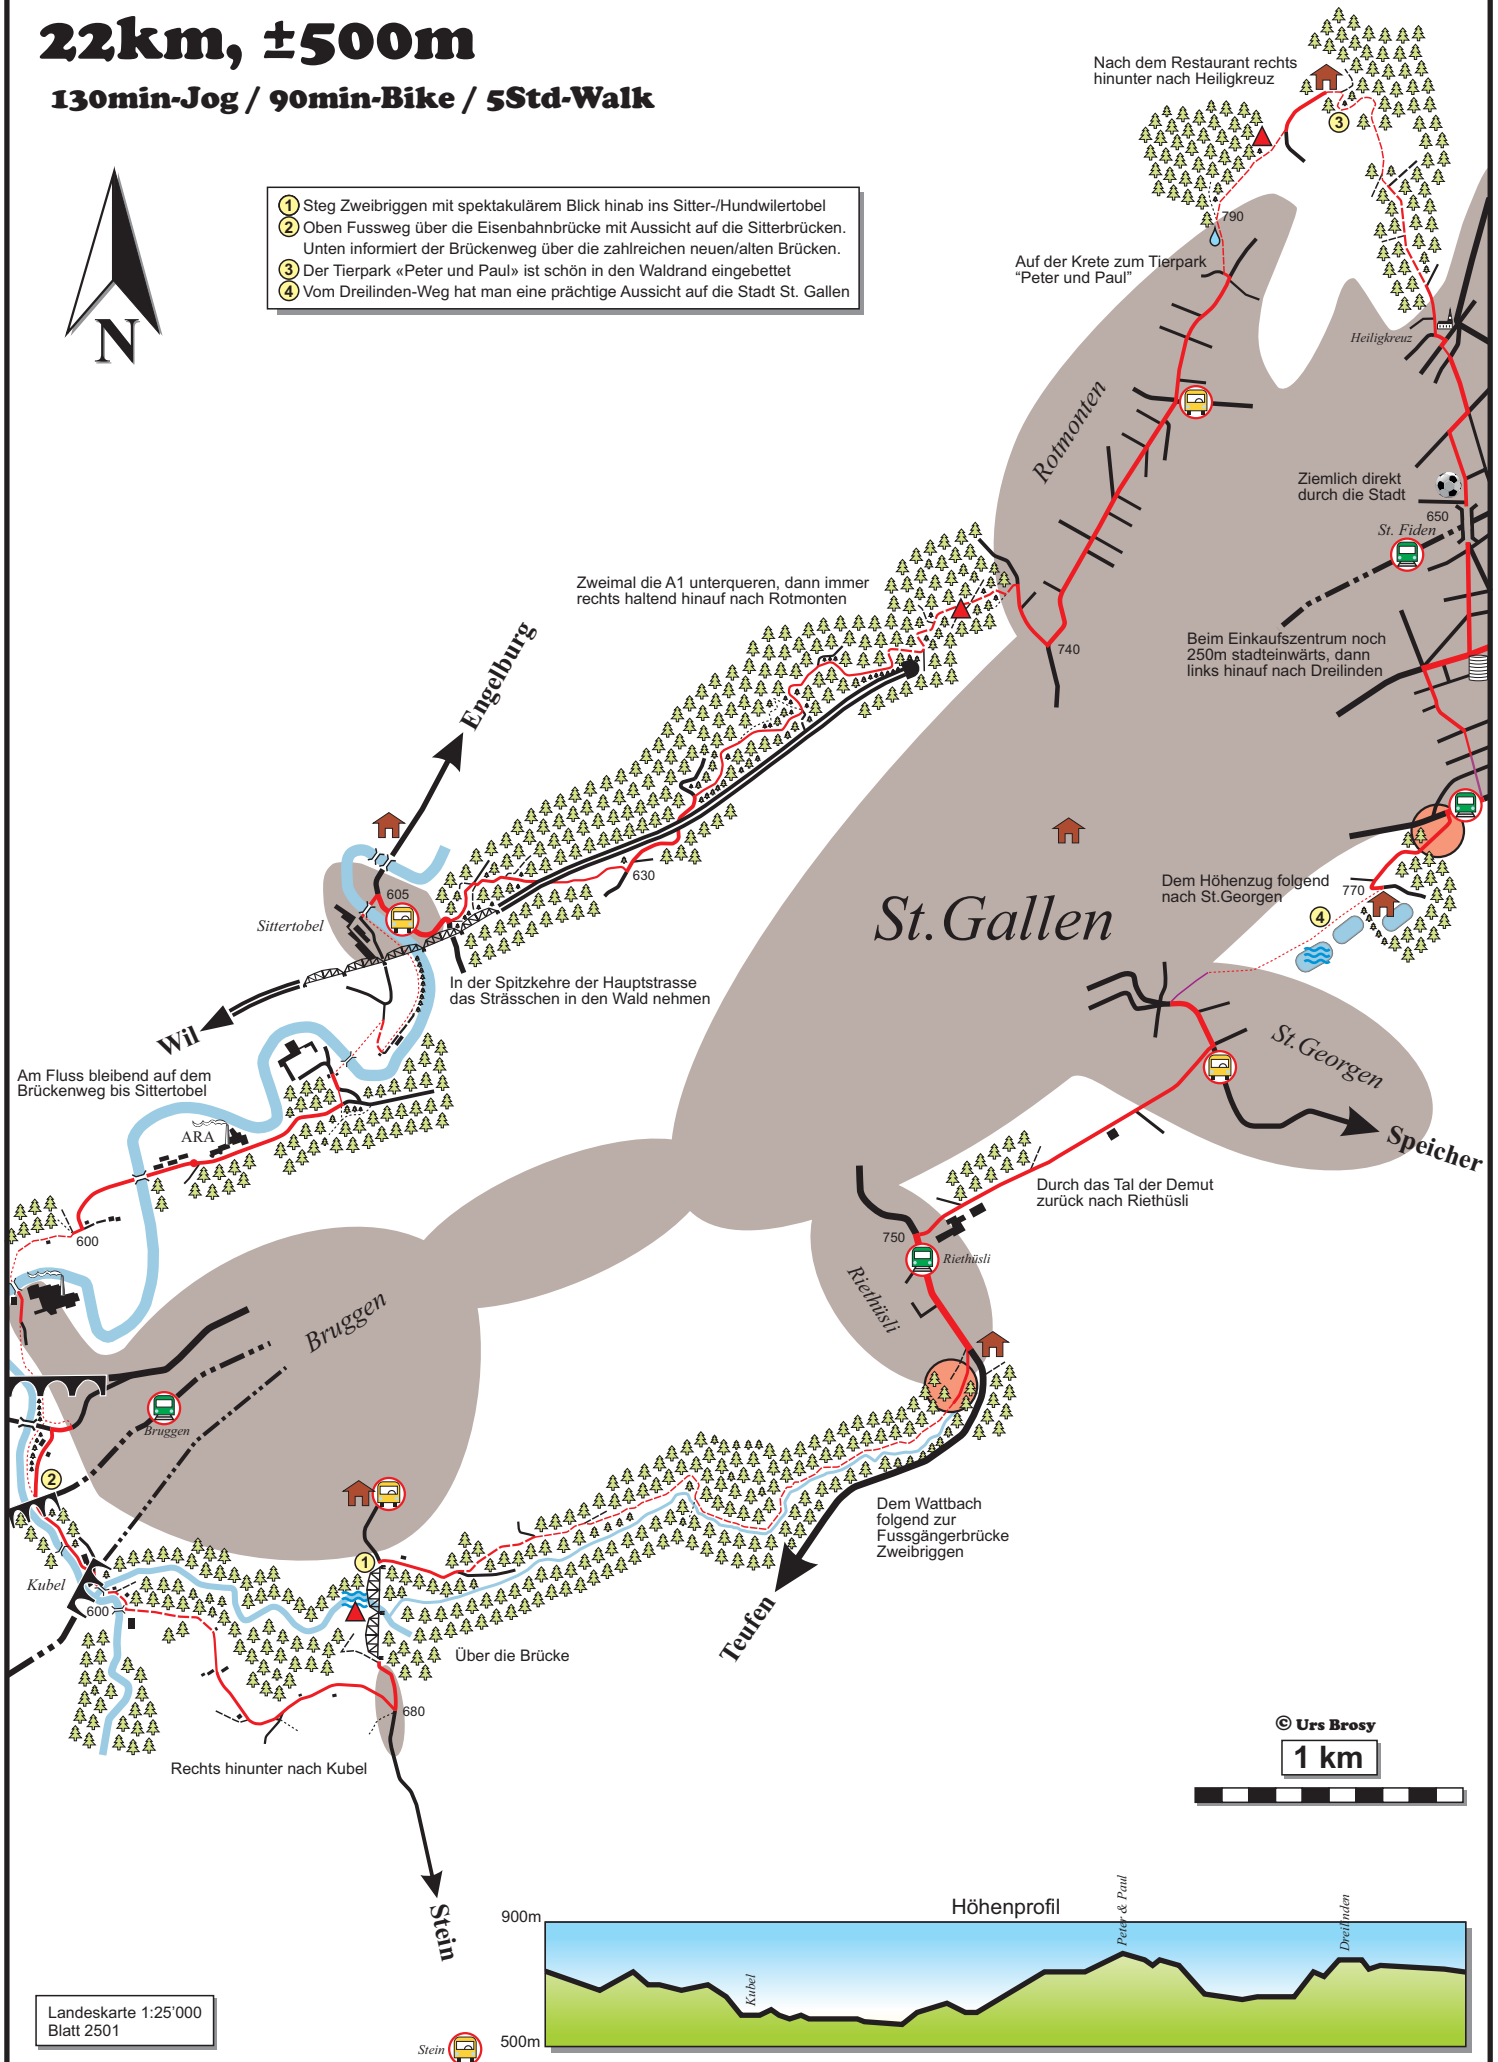 22km, ±500m
130min-Jog / 90min-Bike / 5Std-Walk
N
1 Steg Zweibriggen mit spektakulärem Blick hinab ins Sitter-/Hundwilertobel
2 Oben Fussweg über die Eisenbahnbrücke mit Aussicht auf die Sitterbrücken.
Unten informiert der Brückenweg über die zahlreichen neuen/alten Brücken.
3 Der Tierpark «Peter und Paul» ist schön in den Waldrand eingebettet
4 Vom Dreilinden-Weg hat man eine prächtige Aussicht auf die Stadt St. Gallen
Nach dem Restaurant rechts
hinunter nach Heiligkreuz
3
790
Auf der Krete zum Tierpark
“Peter und Paul”
Heiligkreuz
Rotmonten
Ziemlich direkt
durch die Stadt
650
St. Fiden
Zweimal die A1 unterqueren, dann immer
rechts haltend hinauf nach Rotmonten
740
Beim Einkaufszentrum noch
250m stadteinwärts, dann
links hinauf nach Dreilinden
Engelburg
630
605
Sittertobel
St.Gallen
Dem Höhenzug folgend
nach St.Georgen
770
4
In der Spitzkehre der Hauptstrasse
das Strässchen in den Wald nehmen
Wil
St.Georgen
Am Fluss bleibend auf dem
Brückenweg bis Sittertobel
ARA
Speicher
Durch das Tal der Demut
zurück nach Riethüsli
600
750
Riethüsli
Riethüsli
Bruggen
Bruggen
2
Dem Wattbach
folgend zur
Fussgängerbrücke
Zweibriggen
1
Kubel
600
Teufen
Über die Brücke
680
Rechts hinunter nach Kubel
© Urs Brosy
1 km
Stein
Höhenprofil
900m
500m
Kubel
Peter & Paul
Dreilinden
Landeskarte 1:25’000
Blatt 2501
Stein